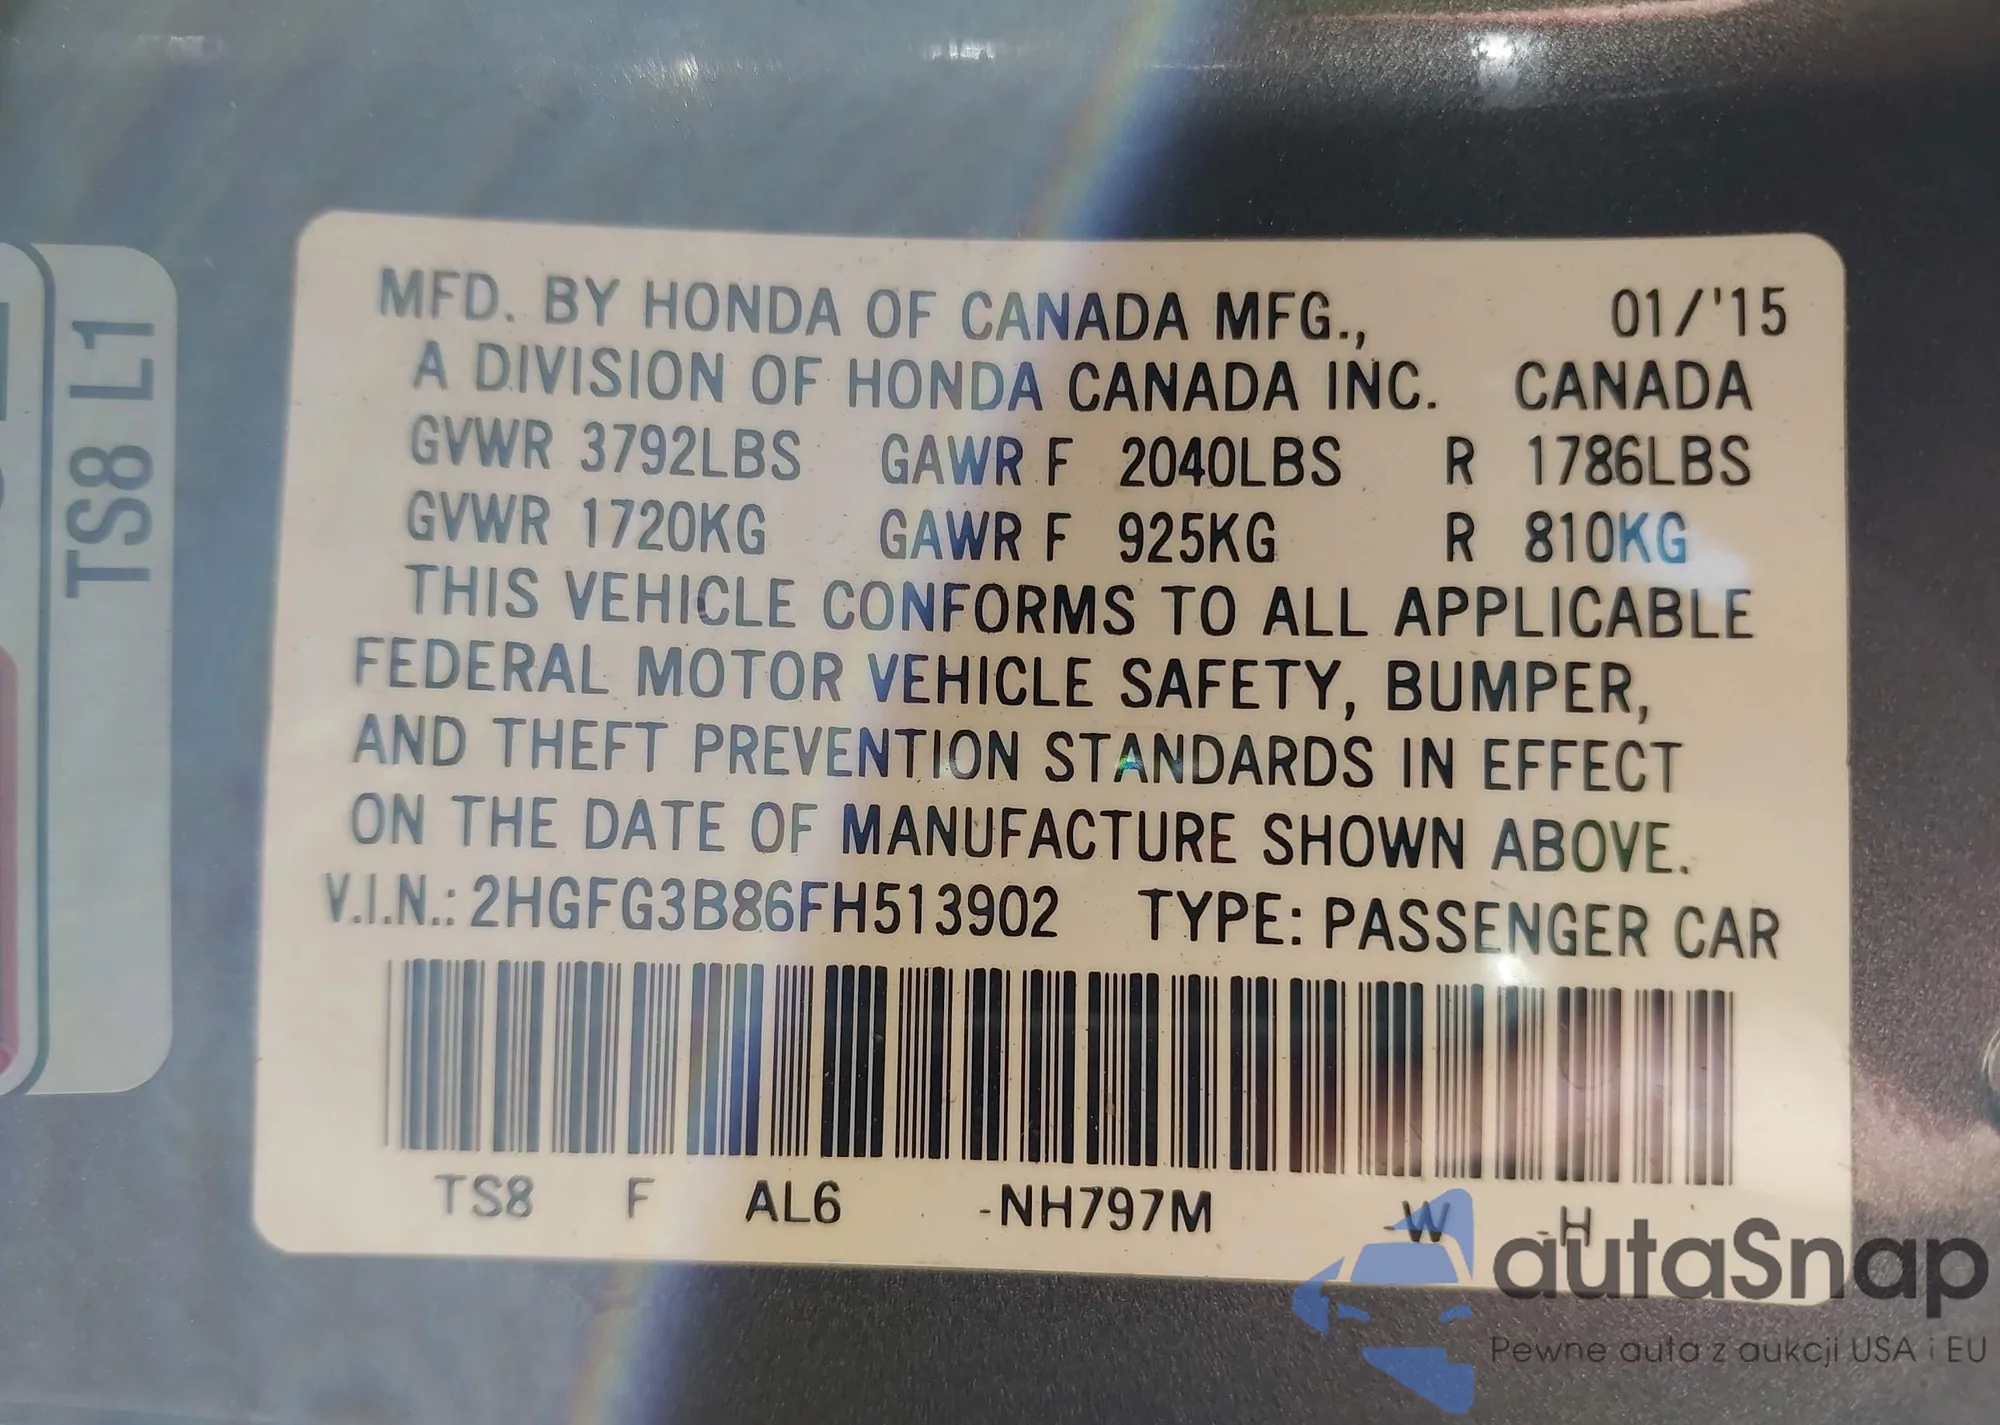 TS8 L1
MFD. BY HONDA OF CANADA MFG., 01/'15
A DIVISION OF HONDA CANADA INC. CANADA
GVWR 3792LBS GAWR F 2040LBS R 1786LBS
GVWR 1720KG GAWR F 925KG R 810KG
THIS VEHICLE CONFORMS TO ALL APPLICABLE
FEDERAL MOTOR VEHICLE SAFETY, BUMPER,
AND THEFT PREVENTION STANDARDS IN EFFECT
ON THE DATE OF MANUFACTURE SHOWN ABOVE.
V.I.N.: 2HGFG3B86FH513902 TYPE: PASSENGER CAR
TS8 F AL6 -NH797M -W -H
autaSnap
Pewne auta z aukcji USA i EU